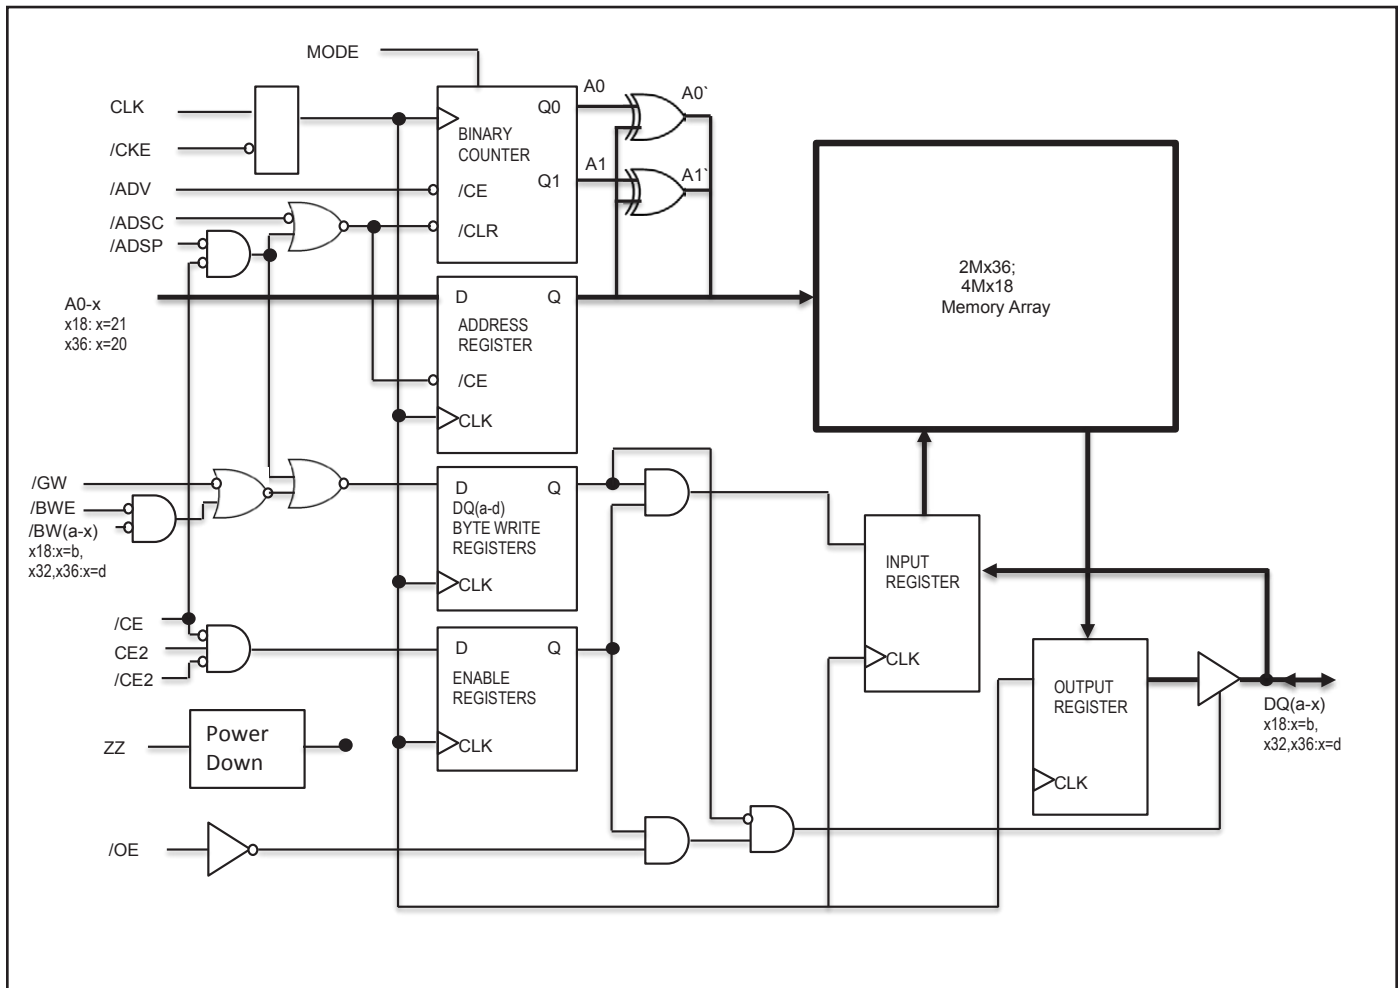 MODE
CLK
/CKE
/ADV
/ADSC
/ADSP
A0-x
x18: x=21
x36: x=20
Q0
BINARY
COUNTER
Q1
/CE
/CLR
A0
A0`
A1
A1`
D
Q
ADDRESS
REGISTER
/CE
CLK
2Mx36;
4Mx18
Memory Array
/GW
/BWE
/BW(a-x)
x18:x=b,
x32,x36:x=d
D
Q
DQ(a-d)
BYTE WRITE
REGISTERS
CLK
INPUT
REGISTER
CLK
/CE
CE2
/CE2
D
Q
ENABLE
REGISTERS
CLK
OUTPUT
REGISTER
CLK
DQ(a-x)
x18:x=b,
x32,x36:x=d
ZZ
Power
Down
/OE